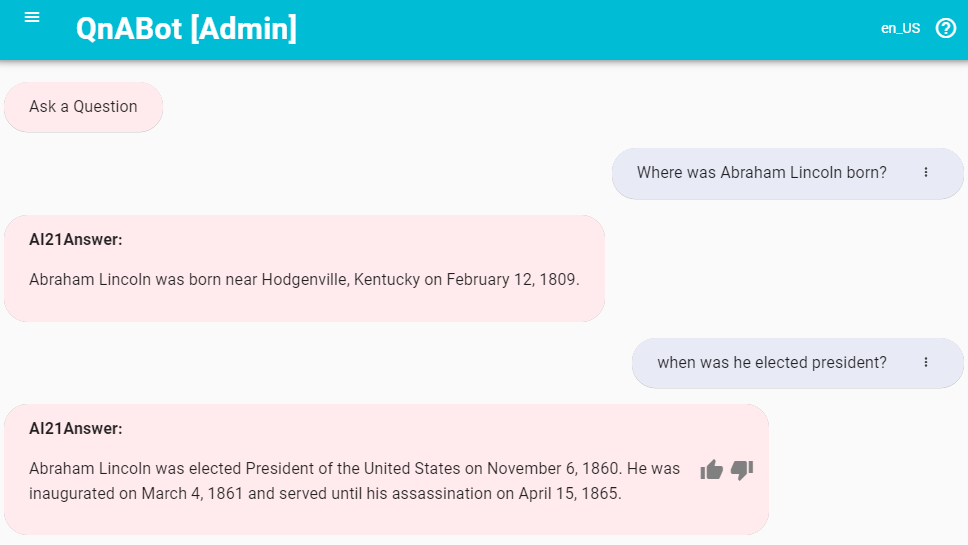 QnABot [Admin]
en_US
Ask a Question
Where was Abraham Lincoln born?
AI21Answer:
Abraham Lincoln was born near Hodgenville, Kentucky on February 12, 1809.
when was he elected president?
AI21Answer:
Abraham Lincoln was elected President of the United States on November 6, 1860. He was
inaugurated on March 4, 1861 and served until his assassination on April 15, 1865.